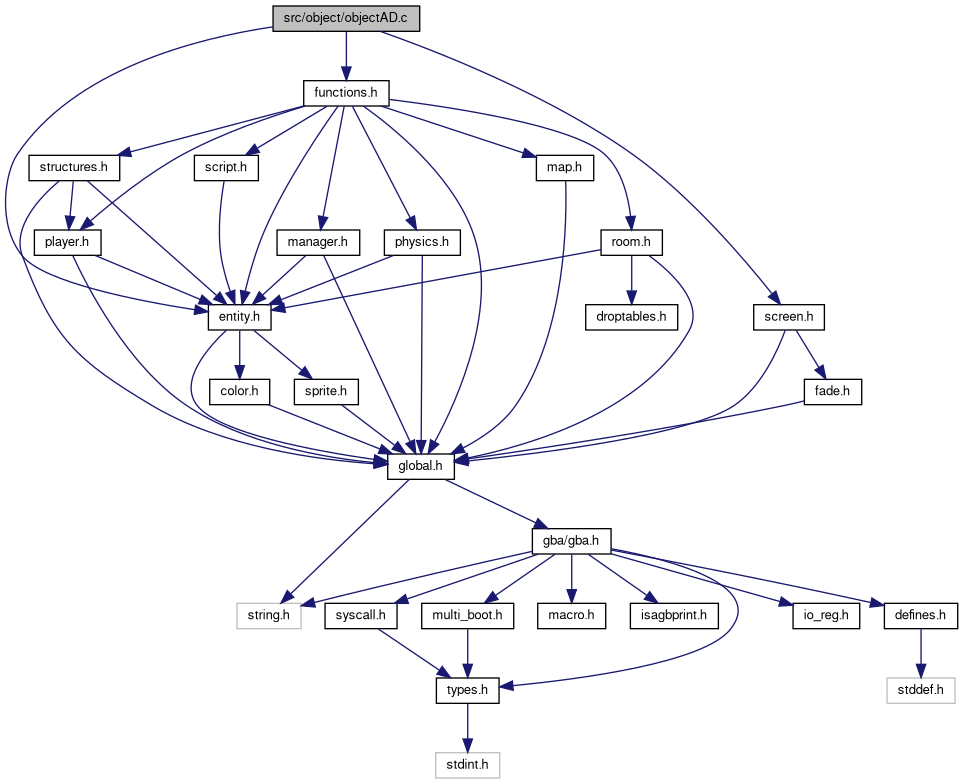 src/object/objectAD.c
functions.h
structures.h
script.h
map.h
player.h
manager.h
physics.h
room.h
entity.h
droptables.h
screen.h
color.h
sprite.h
fade.h
global.h
gba/gba.h
string.h
syscall.h
multi_boot.h
macro.h
isagbprint.h
io_reg.h
defines.h
types.h
stddef.h
stdint.h